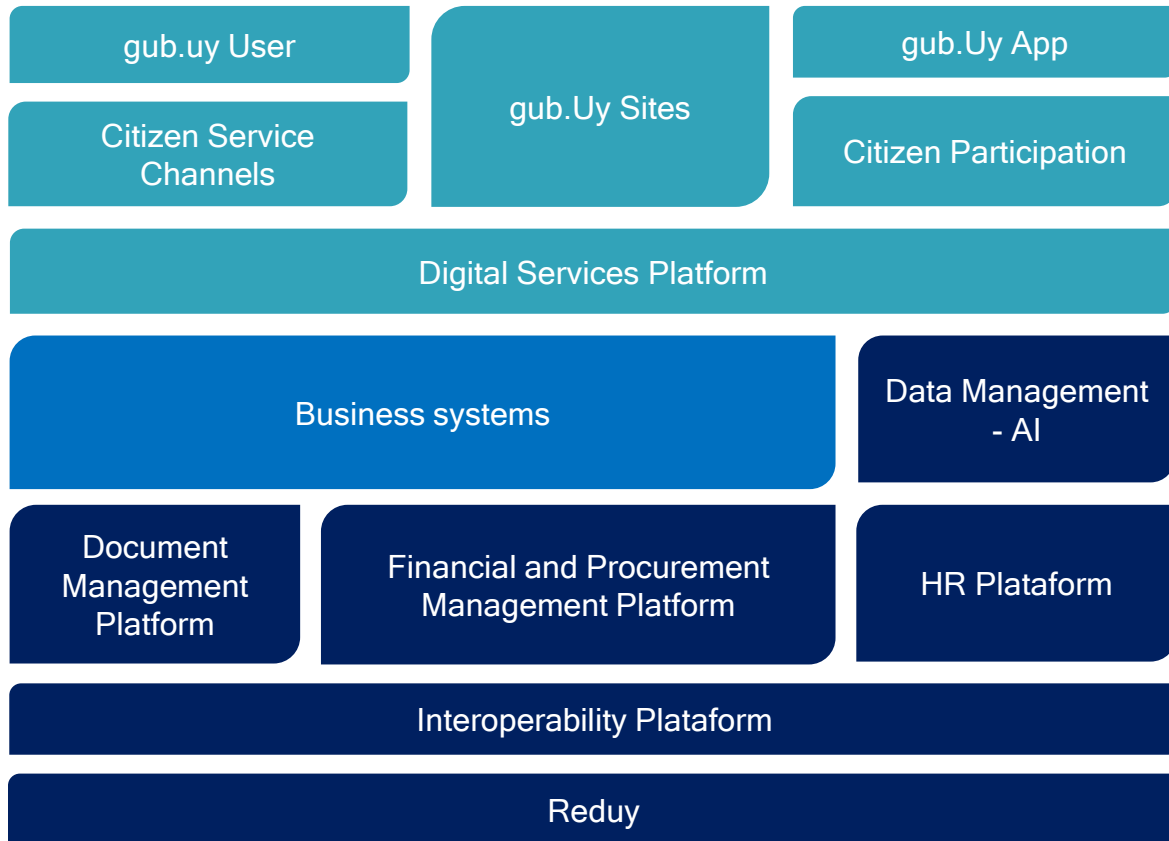 gub.uy User
gub.Uy Sites
gub.Uy App
Citizen Service
Channels
Citizen Participation
Digital Services Platform
Business systems
Data Management
- AI
Document
Management
Platform
Financial and Procurement
Management Platform
HR Plataform
Interoperability Plataform
Reduy